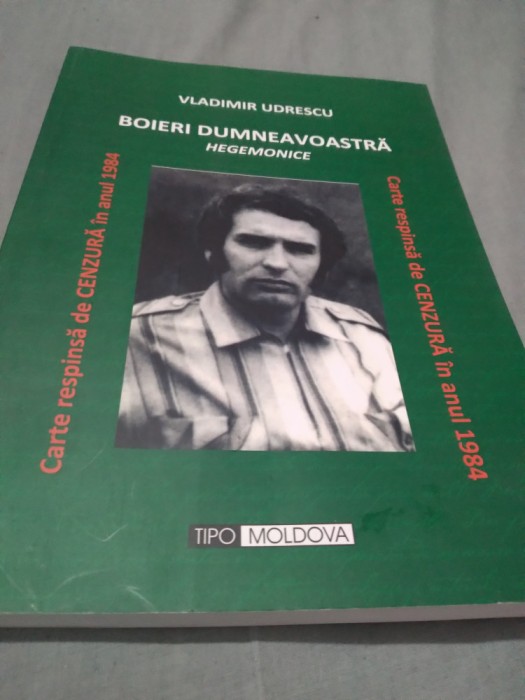 VLADIMIR UDRESCU
BOIERI DUMNEAVOASTRĂ
HEGEMONICE
Carte respinsă de CENZURĂ în anul 1984
Carte respinsă de CENZURĂ în anul 1984
TIPO MOLDOVA